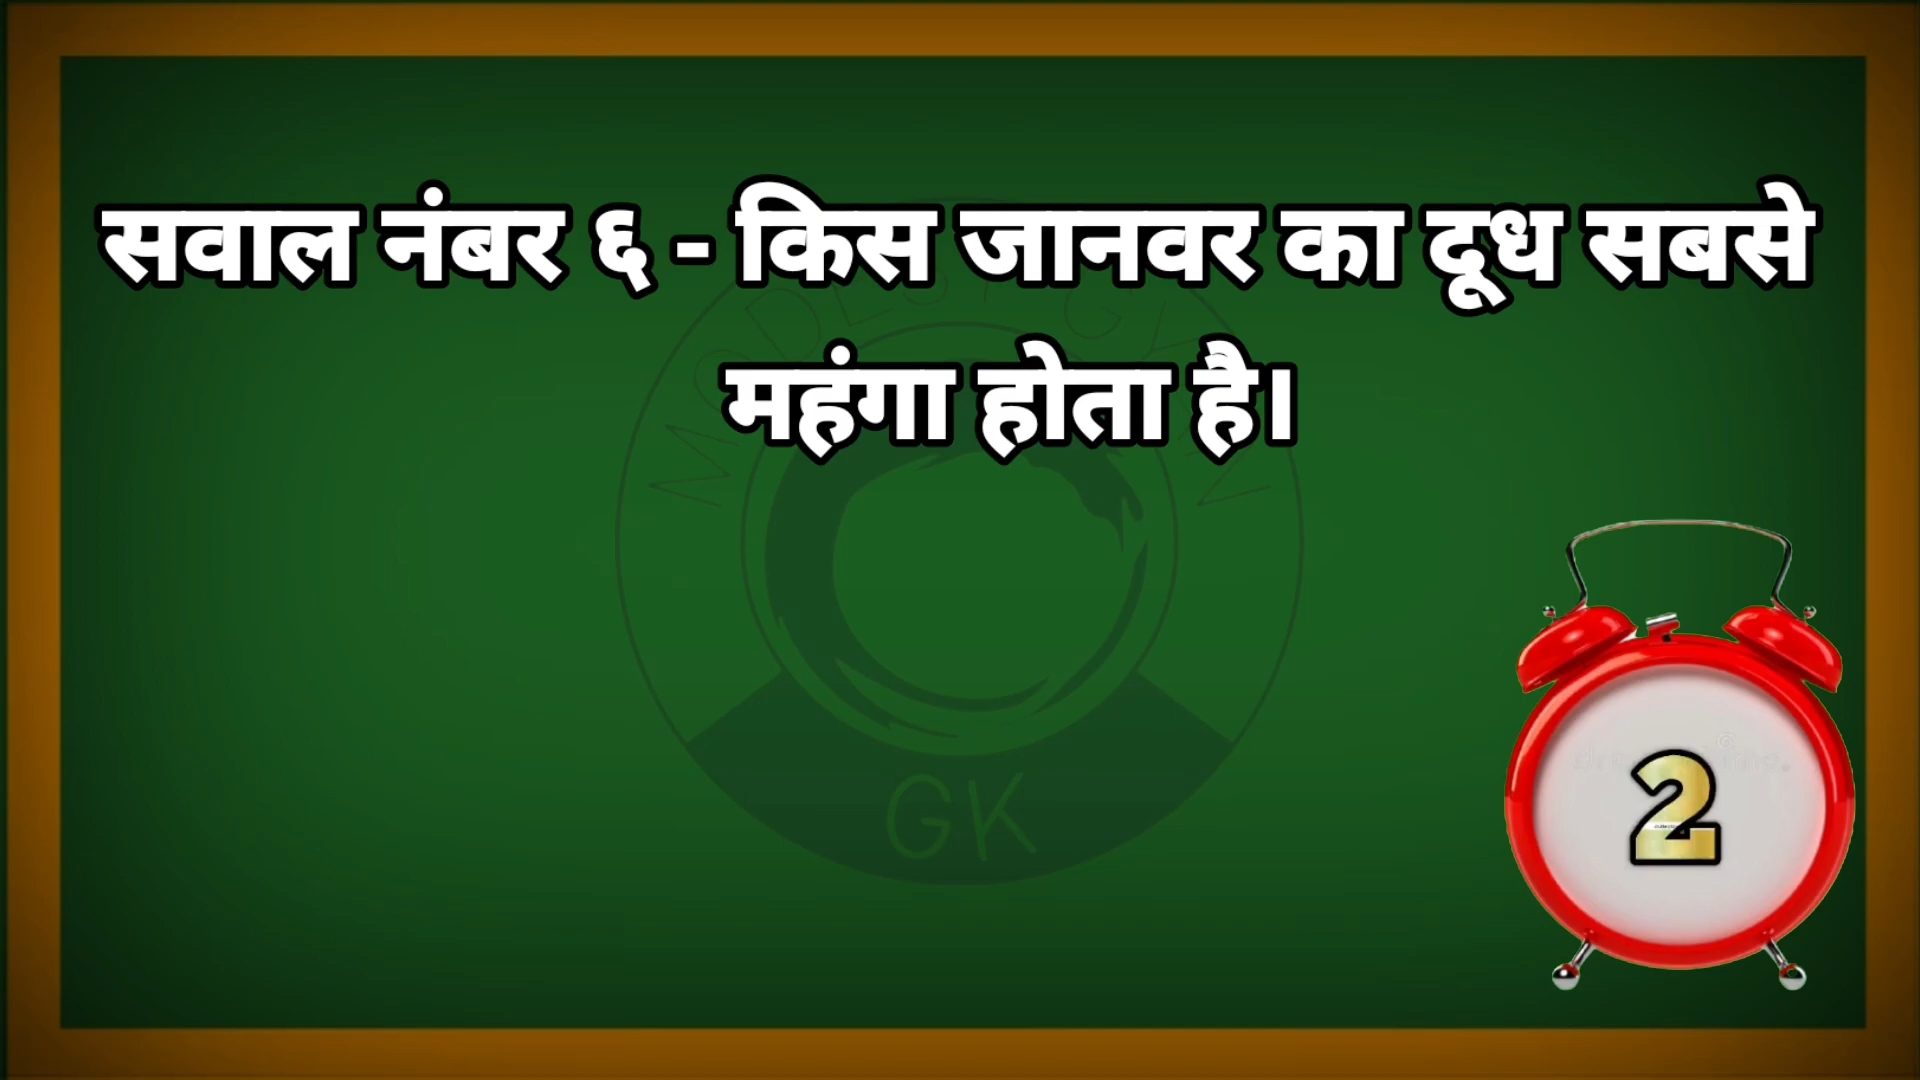 सवाल नंबर ६ - किस जानवर का दूध सबसे
महंगा होता है।
GK
2